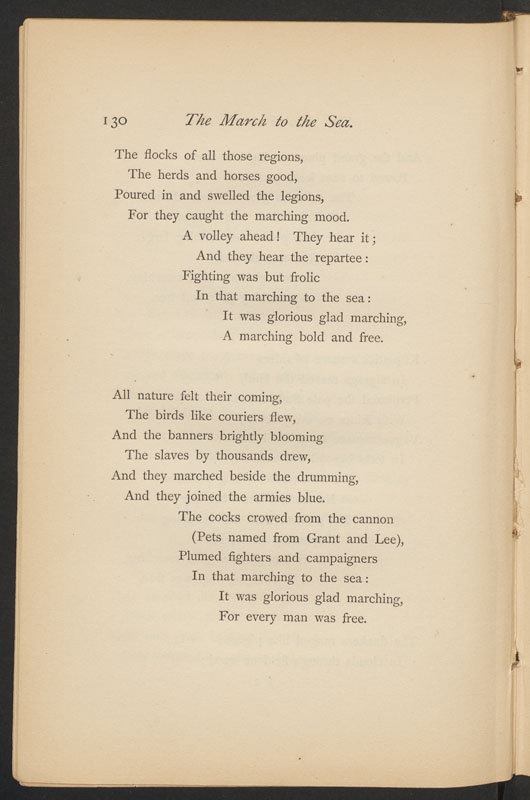 130 The March to the Sea.
The flocks of all those regions,
The herds and horses good,
Poured in and swelled the legions,
For they caught the marching mood.
A volley ahead! They hear it;
And they hear the repartee:
Fighting was but frolic
In that marching to the sea:
It was glorious glad marching,
A marching bold and free.
All nature felt their coming,
The birds like couriers flew,
And the banners brightly blooming
The slaves by thousands drew,
And they marched beside the drumming,
And they joined the armies blue.
The cocks crowed from the cannon
(Pets named from Grant and Lee),
Plumed fighters and campaigners
In that marching to the sea:
It was glorious glad marching,
For every man was free.